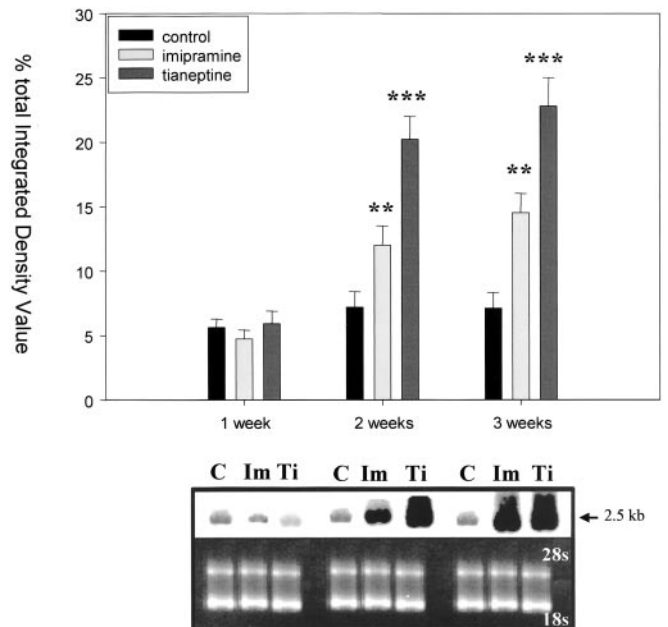 30
25
20
15
10
5
0
% total Integrated Density Value
control
imipramine
tianeptine
*** 
***
**
**
1 week 2 weeks 3 weeks
C Im Ti C Im Ti C Im Ti
2.5 kb
28s
18s